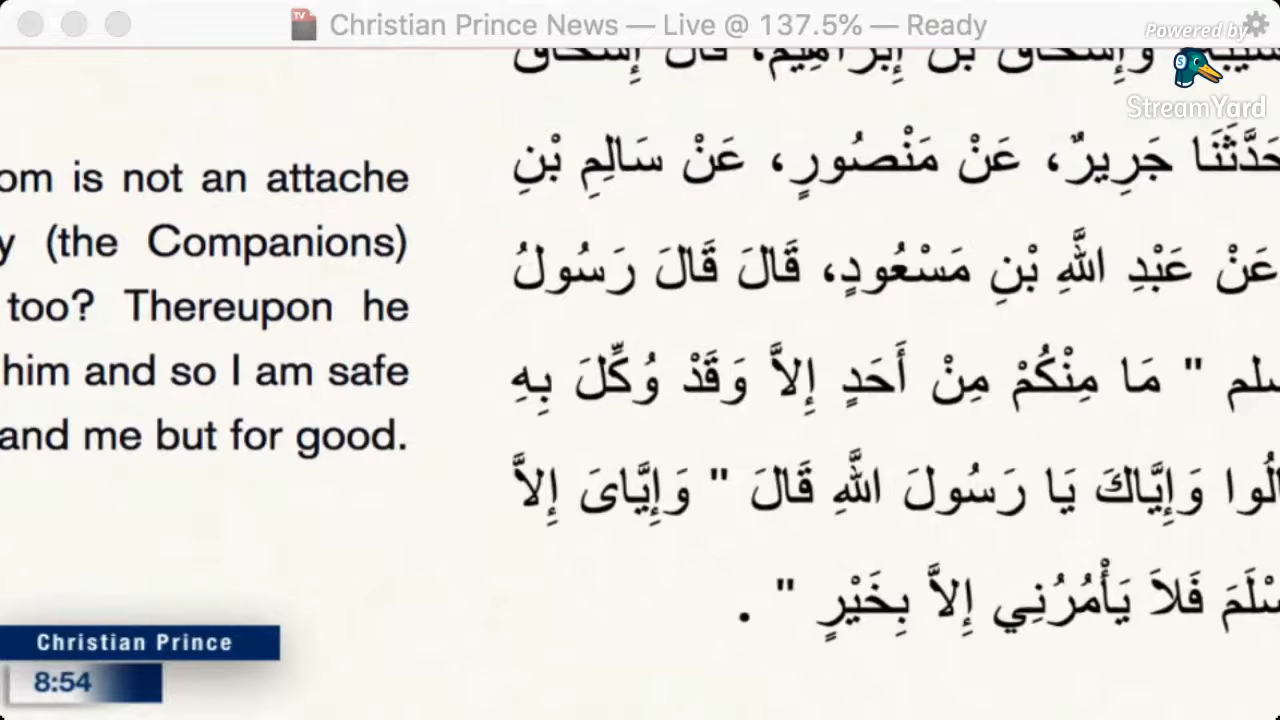 Christian Prince News — Live @ 137.5% — Ready
Powered by
StreamYard
وَإِسْحَاقُ بْنُ إِبْرَاهِيمَ، قَالَ إِسْحَاقُ
حَدَّثَنَا جَرِيرٌ، عَنْ مَنْصُورٍ، عَنْ سَالِمِ بْنِ
عَنْ عَبْدِ اللَّهِ بْنِ مَسْعُودٍ، قَالَ قَالَ رَسُولُ
" مَا مِنْكُمْ مِنْ أَحَدٍ إِلاَّ وَقَدْ وُكِّلَ بِهِ
وَإِيَّاكَ يَا رَسُولَ اللَّهِ قَالَ " وَإِيَّاىَ إِلاَّ
فَلاَ يَأْمُرُنِي إِلاَّ بِخَيْرٍ " .
om is not an attache
y (the Companions)
too? Thereupon he
him and so I am safe
and me but for good.
Christian Prince
8:54